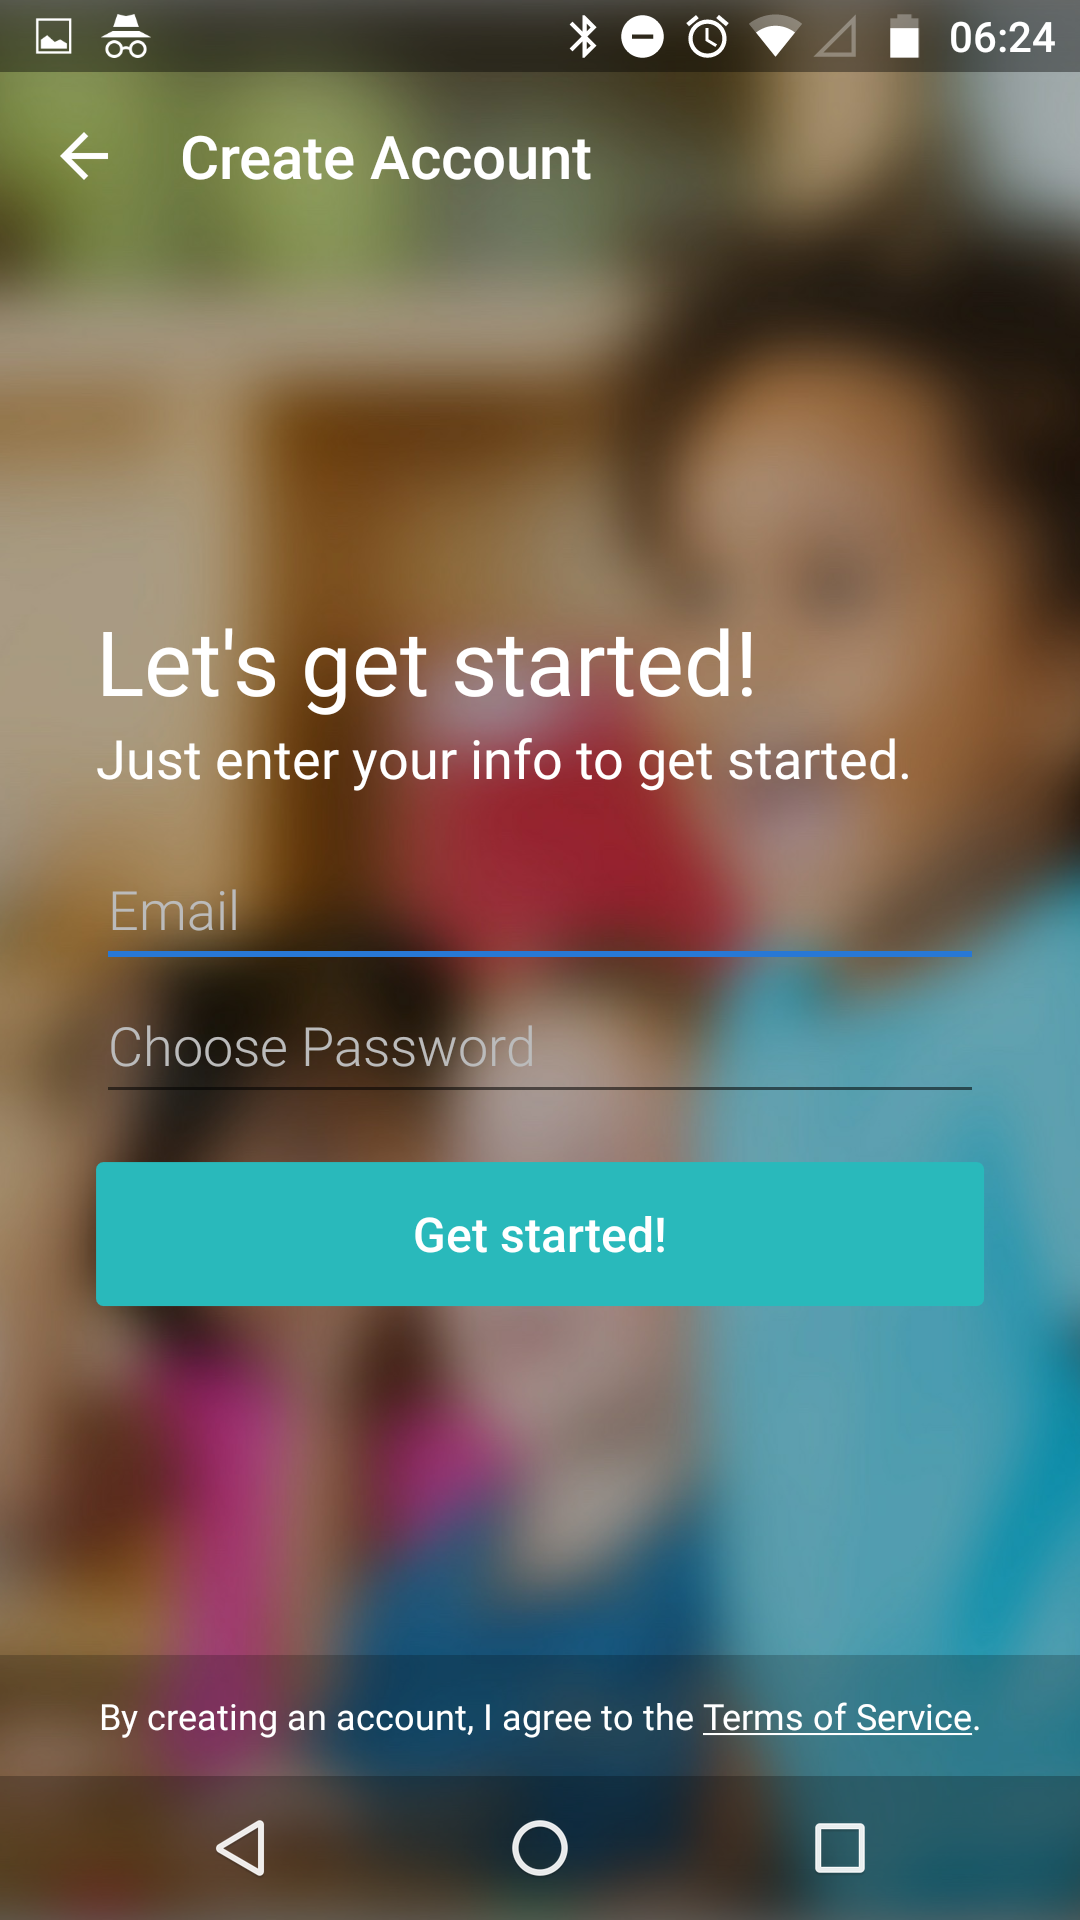 06:24
Create Account
Let's get started!
Just enter your info to get started.
Email
Choose Password
Get started!
By creating an account, I agree to the Terms of Service.